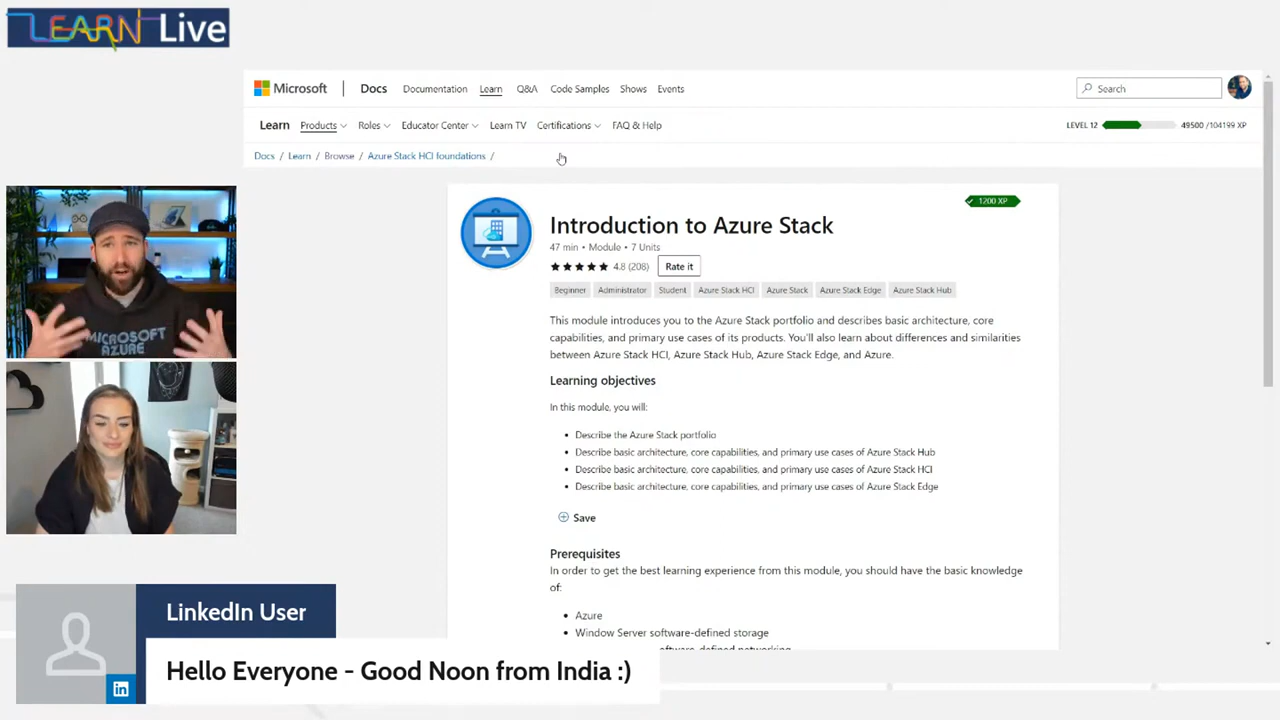 LEARN Live
Microsoft Docs Documentation Learn Q&A Code Samples Shows Events Search
Learn Products Roles Educator Center Learn TV Certifications FAQ & Help LEVEL 12 49500 /104199 XP
Docs / Learn / Browse / Azure Stack HCI foundations /
1200 XP
Introduction to Azure Stack
47 min • Module • 7 Units
4.8 (208) Rate it
Beginner Administrator Student Azure Stack HCI Azure Stack Azure Stack Edge Azure Stack Hub
This module introduces you to the Azure Stack portfolio and describes basic architecture, core
capabilities, and primary use cases of its products. You'll also learn about differences and similarities
between Azure Stack HCI, Azure Stack Hub, Azure Stack Edge, and Azure.
Learning objectives
In this module, you will:
• Describe the Azure Stack portfolio
• Describe basic architecture, core capabilities, and primary use cases of Azure Stack Hub
• Describe basic architecture, core capabilities, and primary use cases of Azure Stack HCI
• Describe basic architecture, core capabilities, and primary use cases of Azure Stack Edge
Save
Prerequisites
In order to get the best learning experience from this module, you should have the basic knowledge
of:
• Azure
• Window Server software-defined storage
MICROSOFT
AZURE
LinkedIn User
in
Hello Everyone - Good Noon from India :)